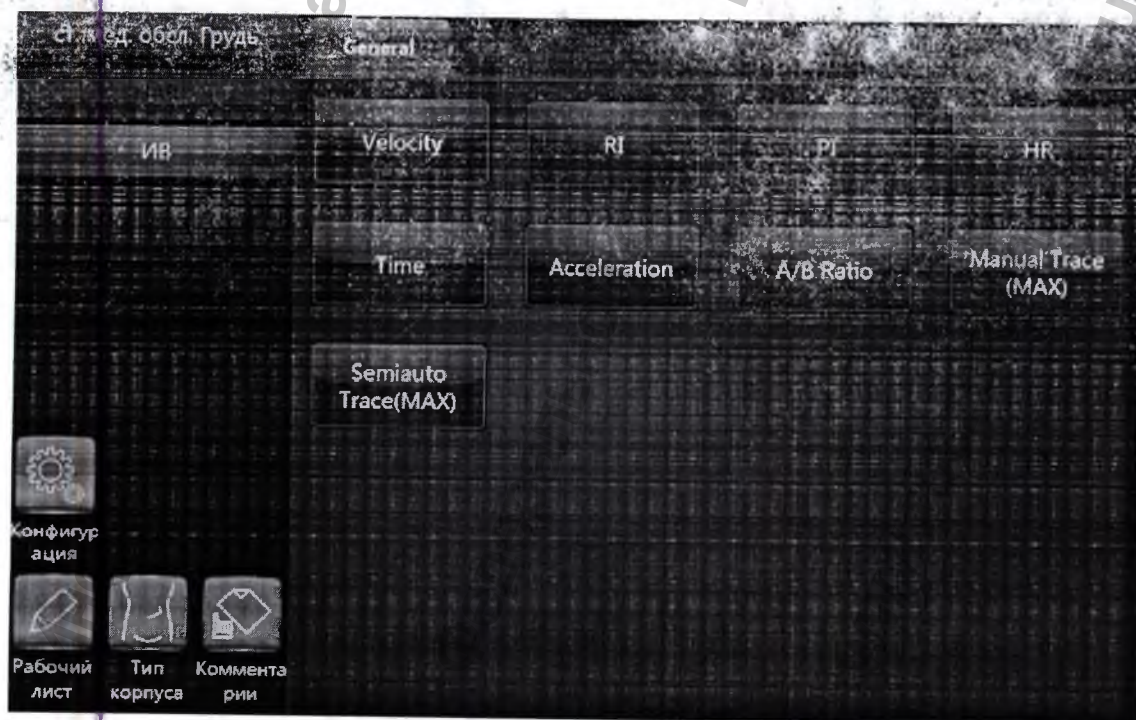 обсл. Грудь
General
ИВ
Velocity
RI
PI
HR
Time
Acceleration
A/B Ratio
Manual Trace
(MAX)
Semiauto
Trace(MAX)
Конфигур
ация
Рабочий
лист
Тип
корпуса
Коммента
рии